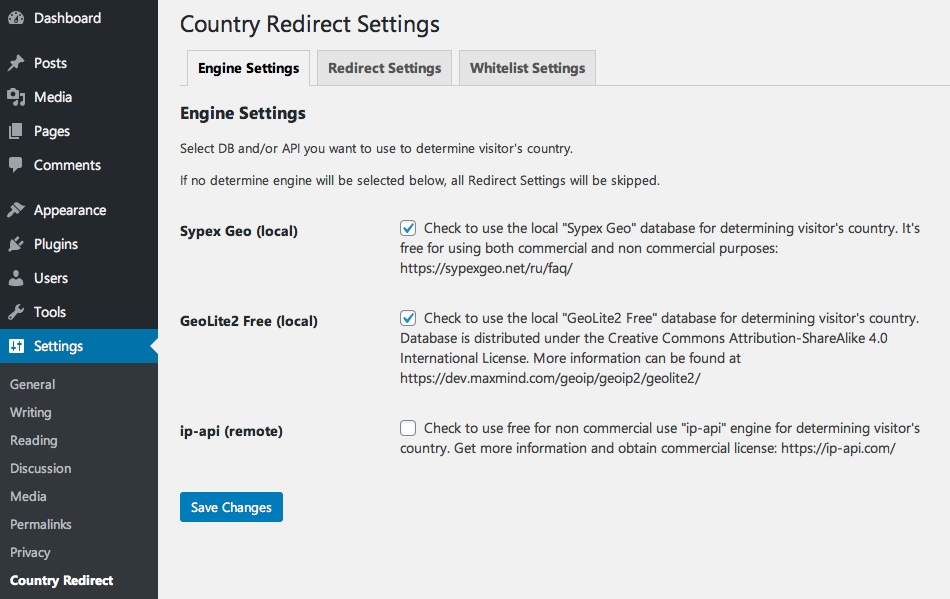 Dashboard
Posts
Media
Pages
Comments
Appearance
Plugins
Users
Tools
Settings
General
Writing
Reading
Discussion
Media
Permalinks
Privacy
Country Redirect
Country Redirect Settings
Engine Settings
Redirect Settings
Whitelist Settings
Engine Settings
Select DB and/or API you want to use to determine visitor's country.
If no determine engine will be selected below, all Redirect Settings will be skipped.
Sypex Geo (local)
Check to use the local "Sypex Geo" database for determining visitor's country. It's
free for using both commercial and non commercial purposes:
https://sypexgeo.net/ru/faq/
GeoLite2 Free (local)
Check to use the local "GeoLite2 Free" database for determining visitor's country.
Database is distributed under the Creative Commons Attribution-ShareAlike 4.0
International License. More information can be found at
https://dev.maxmind.com/geoip/geoip2/geolite2/
ip-api (remote)
Check to use free for non commercial use "ip-api" engine for determining visitor's
country. Get more information and obtain commercial license: https://ip-api.com/
Save Changes